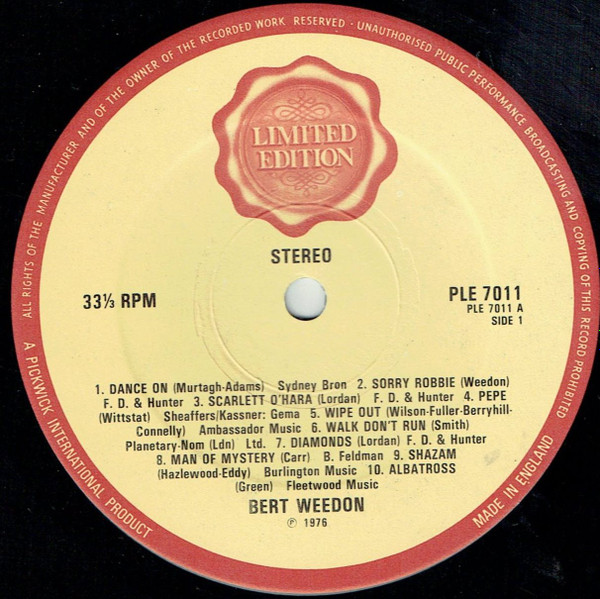 ALL RIGHTS OF THE MANUFACTURER AND OF THE OWNER OF THE RECORDED WORK RESERVED · UNAUTHORISED PUBLIC PERFORMANCE BROADCASTING AND COPYING OF THIS RECORD PROHIBITED
LIMITED
EDITION
STEREO
33⅓ RPM
PLE 7011
PLE 7011 A
SIDE 1
1. DANCE ON (Murtagh-Adams) Sydney Bron 2. SORRY ROBBIE (Weedon)
F. D. & Hunter 3. SCARLETT O'HARA (Lordan) F. D. & Hunter 4. PEPE
(Wittstat) Sheaffers/Kassner: Gema 5. WIPE OUT (Wilson-Fuller-Berryhill-
Connelly) Ambassador Music 6. WALK DON'T RUN (Smith)
Planetary-Nom (Ldn) Ltd. 7. DIAMONDS (Lordan) F. D. & Hunter
8. MAN OF MYSTERY (Carr) B. Feldman 9. SHAZAM
(Hazlewood-Eddy) Burlington Music 10. ALBATROSS
(Green) Fleetwood Music
BERT WEEDON
℗ 1976
A PICKWICK INTERNATIONAL PRODUCT
MADE IN ENGLAND